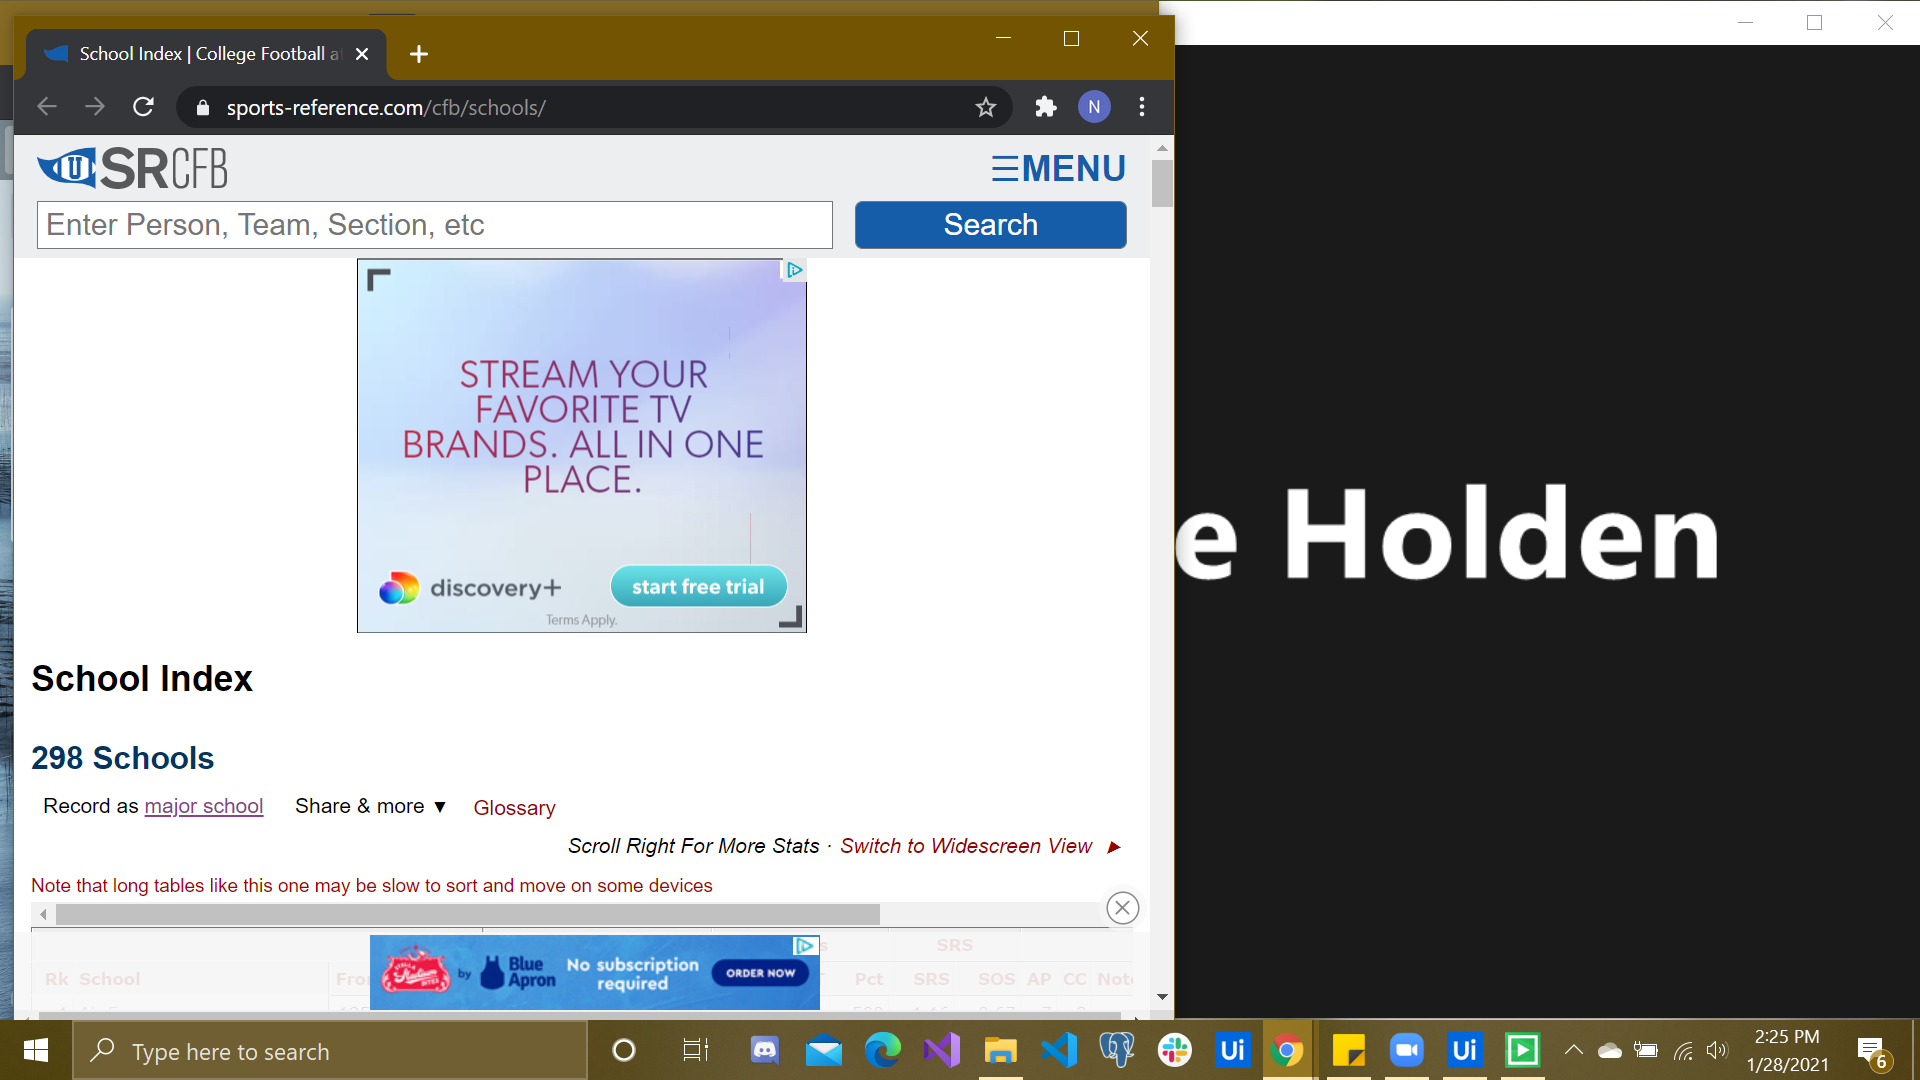 School Index | College Football a
sports-reference.com/cfb/schools/
N
U SRCFB
☰MENU
Enter Person, Team, Section, etc
Search
STREAM YOUR
FAVORITE TV
BRANDS. ALL IN ONE
PLACE.
discovery+
start free trial
Terms Apply.
e Holden
School Index
298 Schools
Record as major school Share & more ▼ Glossary
Scroll Right For More Stats · Switch to Widescreen View ►
Note that long tables like this one may be slow to sort and move on some devices
SRS
Rk School Pct SRS SOS AP CC
by Blue Apron
No subscription
required
ORDER NOW
Type here to search
Ui
Ui
2:25 PM
1/28/2021
6